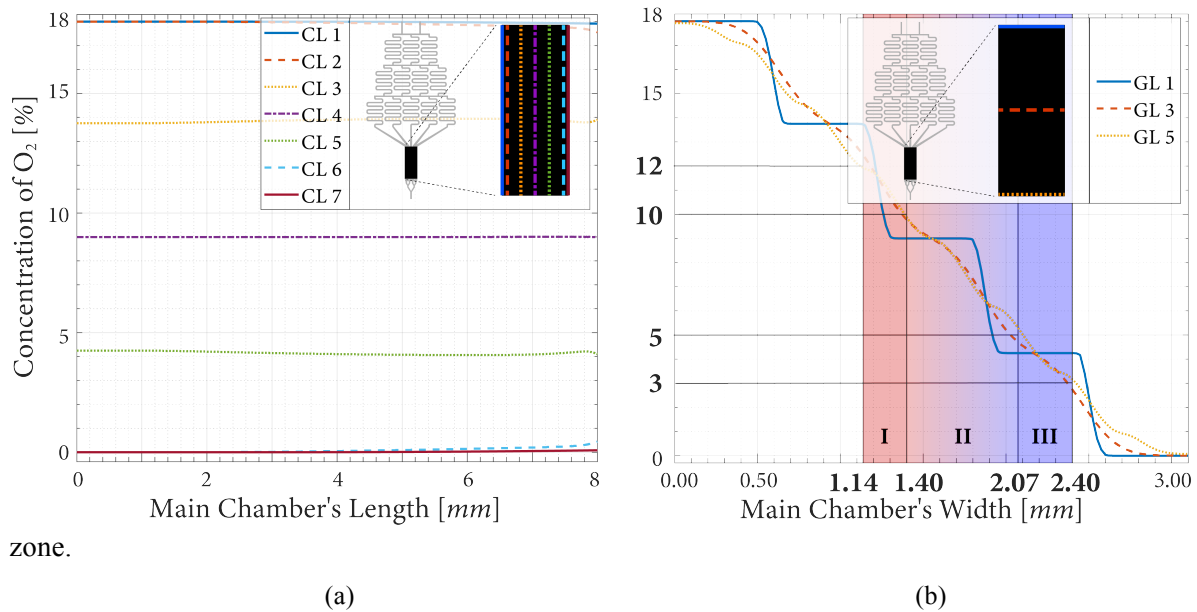 18
15
10
5
0
Concentration of O2 [%]
CL 1
CL 2
CL 3
CL 4
CL 5
CL 6
CL 7
0 2 4 6 8
Main Chamber's Length [mm]
18
15
12
10
5
3
0
GL 1
GL 3
GL 5
I II III
0.00 0.50 1.14 1.40 2.07 2.40 3.00
Main Chamber's Width [mm]
zone.
(a) (b)